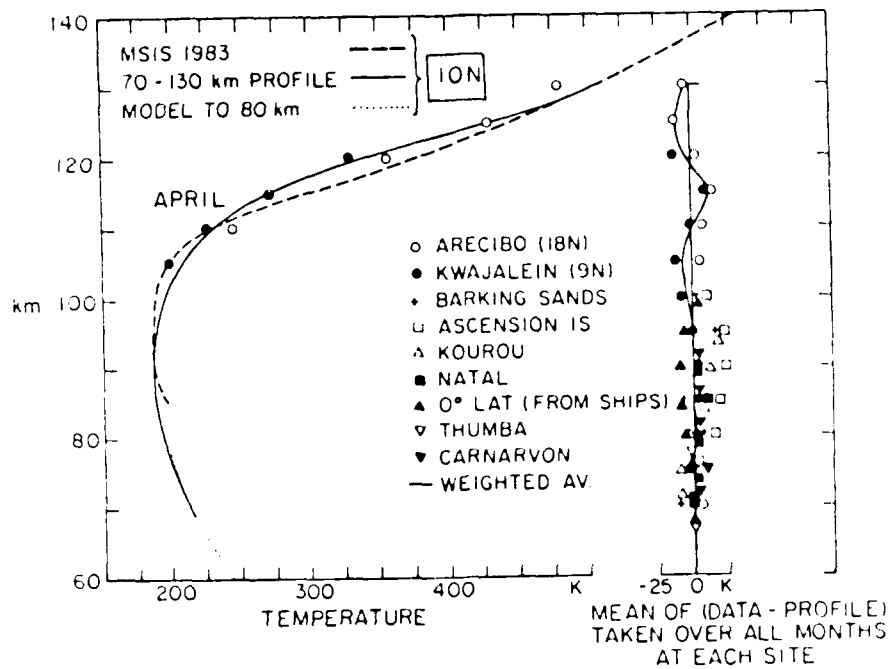 140
MSIS 1983
70-130 km PROFILE
MODEL TO 80 km
10N
120
APRIL
km 100
80
60
○ ARECIBO (18N)
● KWAJALEIN (9N)
+ BARKING SANDS
□ ASCENSION IS
△ KOUROU
■ NATAL
▲ 0° LAT (FROM SHIPS)
▽ THUMBA
▼ CARNARVON
— WEIGHTED AV.
200 300 400 K
TEMPERATURE
-25 0 K
MEAN OF (DATA - PROFILE)
TAKEN OVER ALL MONTHS
AT EACH SITE